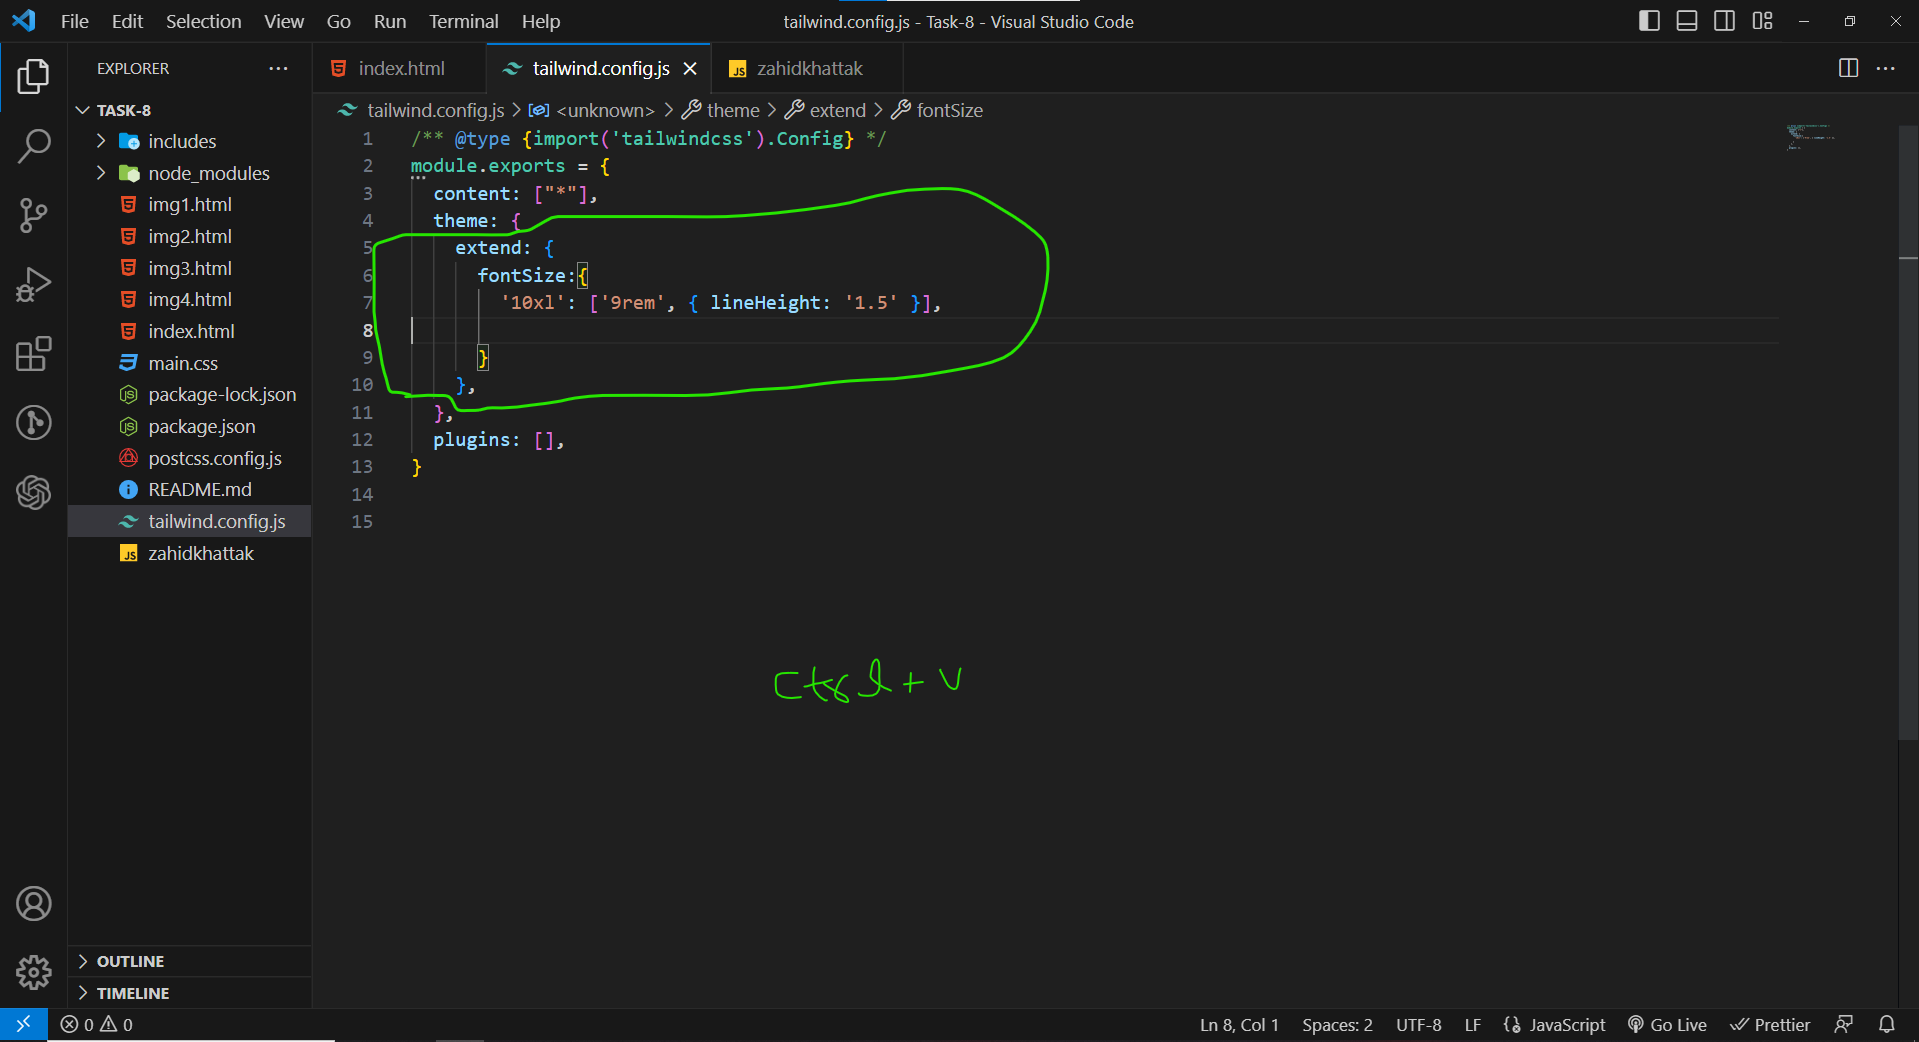 File Edit Selection View Go Run Terminal Help
tailwind.config.js - Task-8 - Visual Studio Code
EXPLORER
TASK-8
includes
node_modules
img1.html
img2.html
img3.html
img4.html
index.html
main.css
package-lock.json
package.json
postcss.config.js
README.md
tailwind.config.js
zahidkhattak
OUTLINE
TIMELINE
index.html tailwind.config.js zahidkhattak
tailwind.config.js > <unknown> > theme > extend > fontSize
1 /** @type {import('tailwindcss').Config} */
2 module.exports = {
3 content: ["*"],
4 theme: {
5 extend: {
6 fontSize:{
7 '10xl': ['9rem', { lineHeight: '1.5' }],
8
9 }
10 },
11 },
12 plugins: [],
13 }
14
15
Ctrl + V
0 0
Ln 8, Col 1 Spaces: 2 UTF-8 LF JavaScript Go Live Prettier